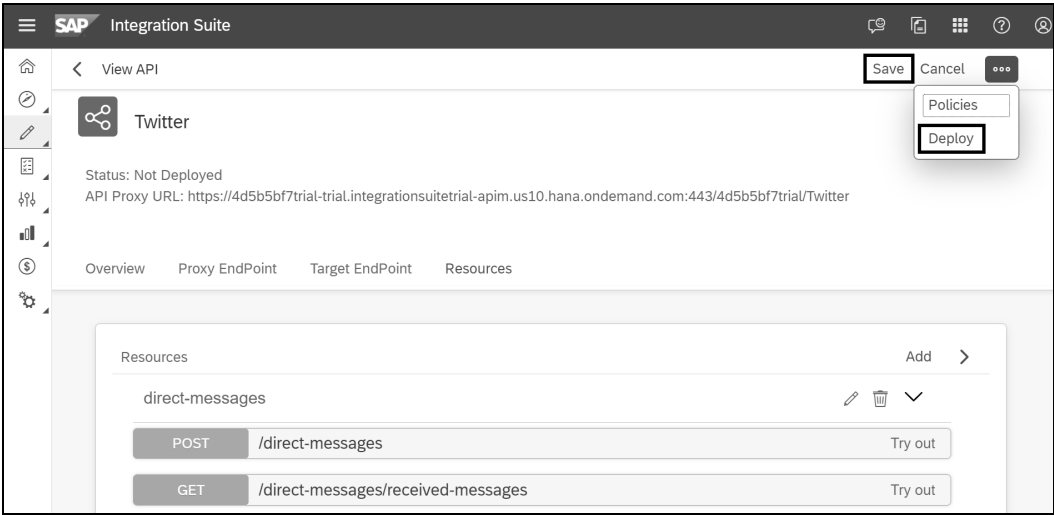 SAP Integration Suite
View API
Save Cancel
Policies
Deploy
Twitter
Status: Not Deployed
API Proxy URL: https://4d5b5bf7trial-trial.integrationsuitetrial-apim.us10.hana.ondemand.com:443/4d5b5bf7trial/Twitter
Overview Proxy EndPoint Target EndPoint Resources
Resources Add
direct-messages
POST /direct-messages Try out
GET /direct-messages/received-messages Try out